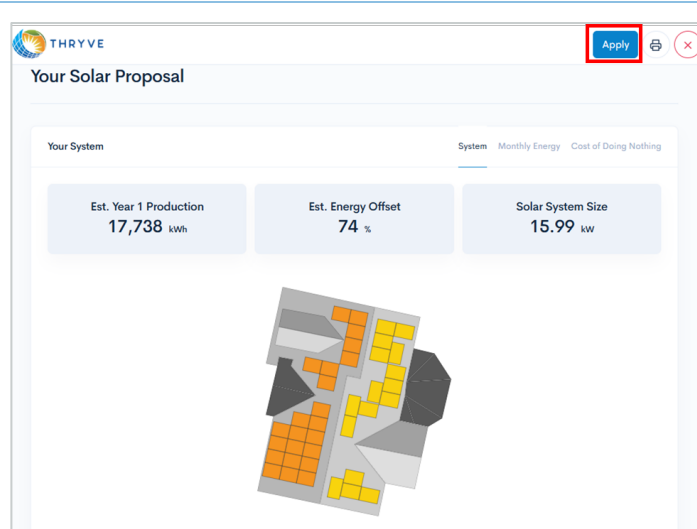 THRYVE
Apply
Your Solar Proposal
Your System
System Monthly Energy Cost of Doing Nothing
Est. Year 1 Production
17,738 kWh
Est. Energy Offset
74 %
Solar System Size
15.99 kW